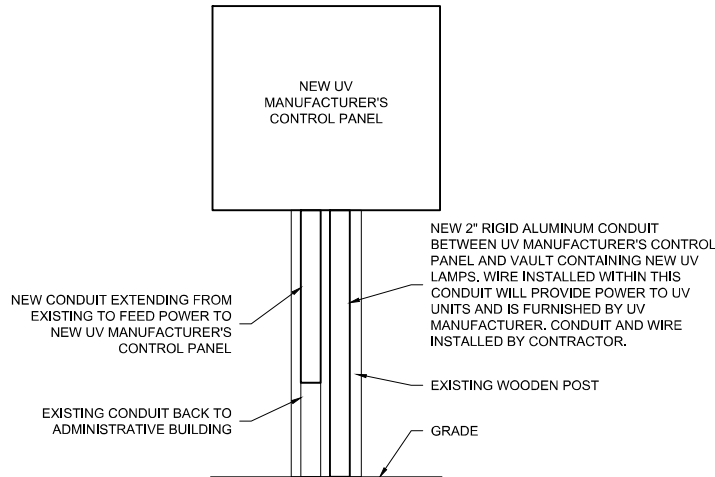 NEW UV
MANUFACTURER'S
CONTROL PANEL
NEW 2" RIGID ALUMINUM CONDUIT
BETWEEN UV MANUFACTURER'S CONTROL
PANEL AND VAULT CONTAINING NEW UV
LAMPS. WIRE INSTALLED WITHIN THIS
CONDUIT WILL PROVIDE POWER TO UV
UNITS AND IS FURNISHED BY UV
MANUFACTURER. CONDUIT AND WIRE
INSTALLED BY CONTRACTOR.
NEW CONDUIT EXTENDING FROM
EXISTING TO FEED POWER TO
NEW UV MANUFACTURER'S
CONTROL PANEL
EXISTING WOODEN POST
EXISTING CONDUIT BACK TO
ADMINISTRATIVE BUILDING
GRADE